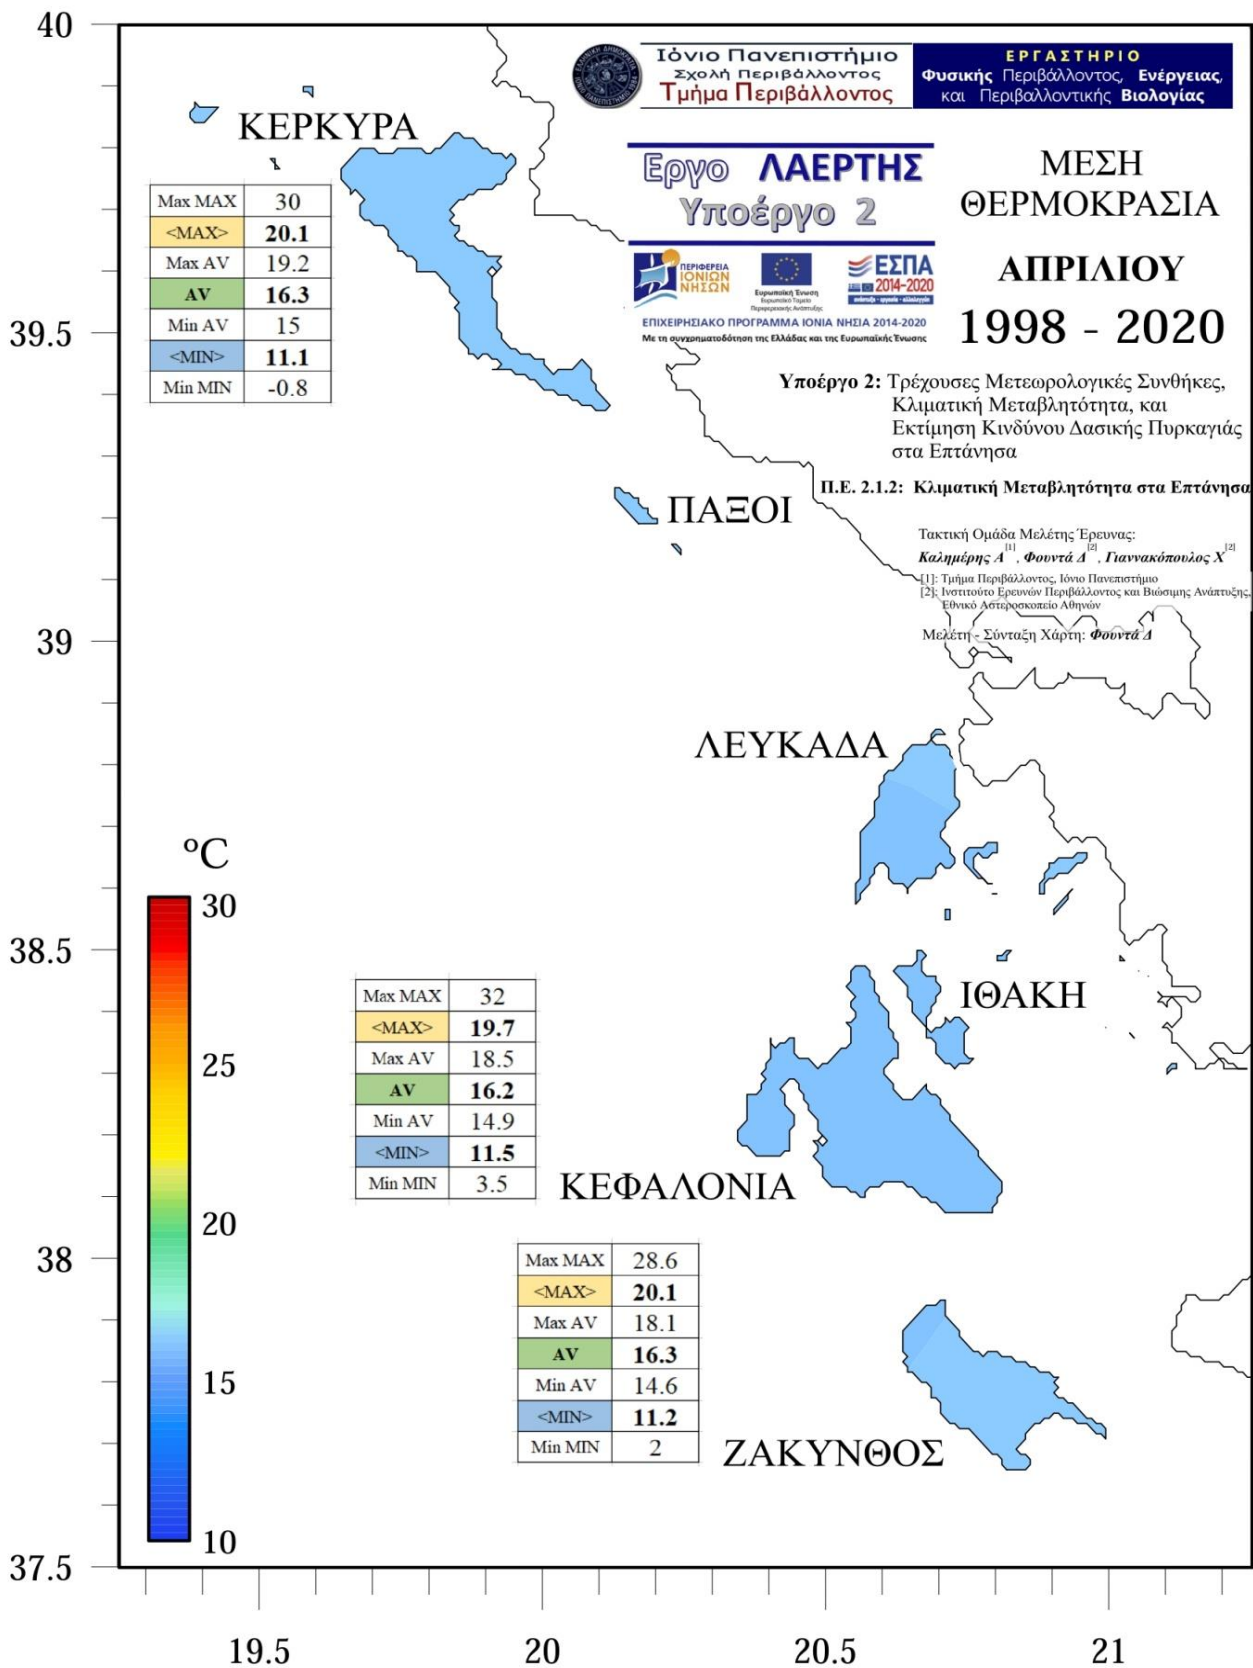 40
Ιόνιο Πανεπιστήμιο
Σχολή Περιβάλλοντος
Τμήμα Περιβάλλοντος
ΕΡΓΑΣΤΗΡΙΟ
Φυσικής Περιβάλλοντος, Ενέργειας,
και Περιβαλλοντικής Βιολογίας
ΚΕΡΚΥΡΑ
Εργο ΛΑΕΡΤΗΣ
Υποέργο 2
ΜΕΣΗ
ΘΕΡΜΟΚΡΑΣΙΑ
ΑΠΡΙΛΙΟΥ
1998 - 2020
Max MAX 30
<MAX> 20.1
Max AV 19.2
AV 16.3
Min AV 15
<MIN> 11.1
Min MIN -0.8
ΠΕΡΙΦΕΡΕΙΑ
ΙΟΝΙΩΝ
ΝΗΣΩΝ
Ευρωπαϊκή Ένωση
Ευρωπαϊκό Ταμείο
Περιφερειακής Ανάπτυξης
ΕΣΠΑ
2014-2020
ανάπτυξη - εργασία - αλληλεγγύη
ΕΠΙΧΕΙΡΗΣΙΑΚΟ ΠΡΟΓΡΑΜΜΑ ΙΟΝΙΑ ΝΗΣΙΑ 2014-2020
Με τη συγχρηματοδότηση της Ελλάδας και της Ευρωπαϊκής Ένωσης
39.5
Υποέργο 2: Τρέχουσες Μετεωρολογικές Συνθήκες,
Κλιματική Μεταβλητότητα, και
Εκτίμηση Κινδύνου Δασικής Πυρκαγιάς
στα Επτάνησα
Π.Ε. 2.1.2: Κλιματική Μεταβλητότητα στα Επτάνησα
ΠΑΞΟΙ
Τακτική Ομάδα Μελέτης Έρευνας:
Καλημέρης Α [1], Φουντά Δ [2], Γιαννακόπουλος Χ [2]
[1]: Τμήμα Περιβάλλοντος, Ιόνιο Πανεπιστήμιο
[2]: Ινστιτούτο Ερευνών Περιβάλλοντος και Βιώσιμης Ανάπτυξης,
Εθνικό Αστεροσκοπείο Αθηνών
Μελέτη - Σύνταξη Χάρτη: Φουντά Δ
39
ΛΕΥΚΑΔΑ
°C
30
25
20
15
10
38.5
ΙΘΑΚΗ
Max MAX 32
<MAX> 19.7
Max AV 18.5
AV 16.2
Min AV 14.9
<MIN> 11.5
Min MIN 3.5
ΚΕΦΑΛΟΝΙΑ
38
Max MAX 28.6
<MAX> 20.1
Max AV 18.1
AV 16.3
Min AV 14.6
<MIN> 11.2
Min MIN 2
ΖΑΚΥΝΘΟΣ
37.5
19.5 20 20.5 21